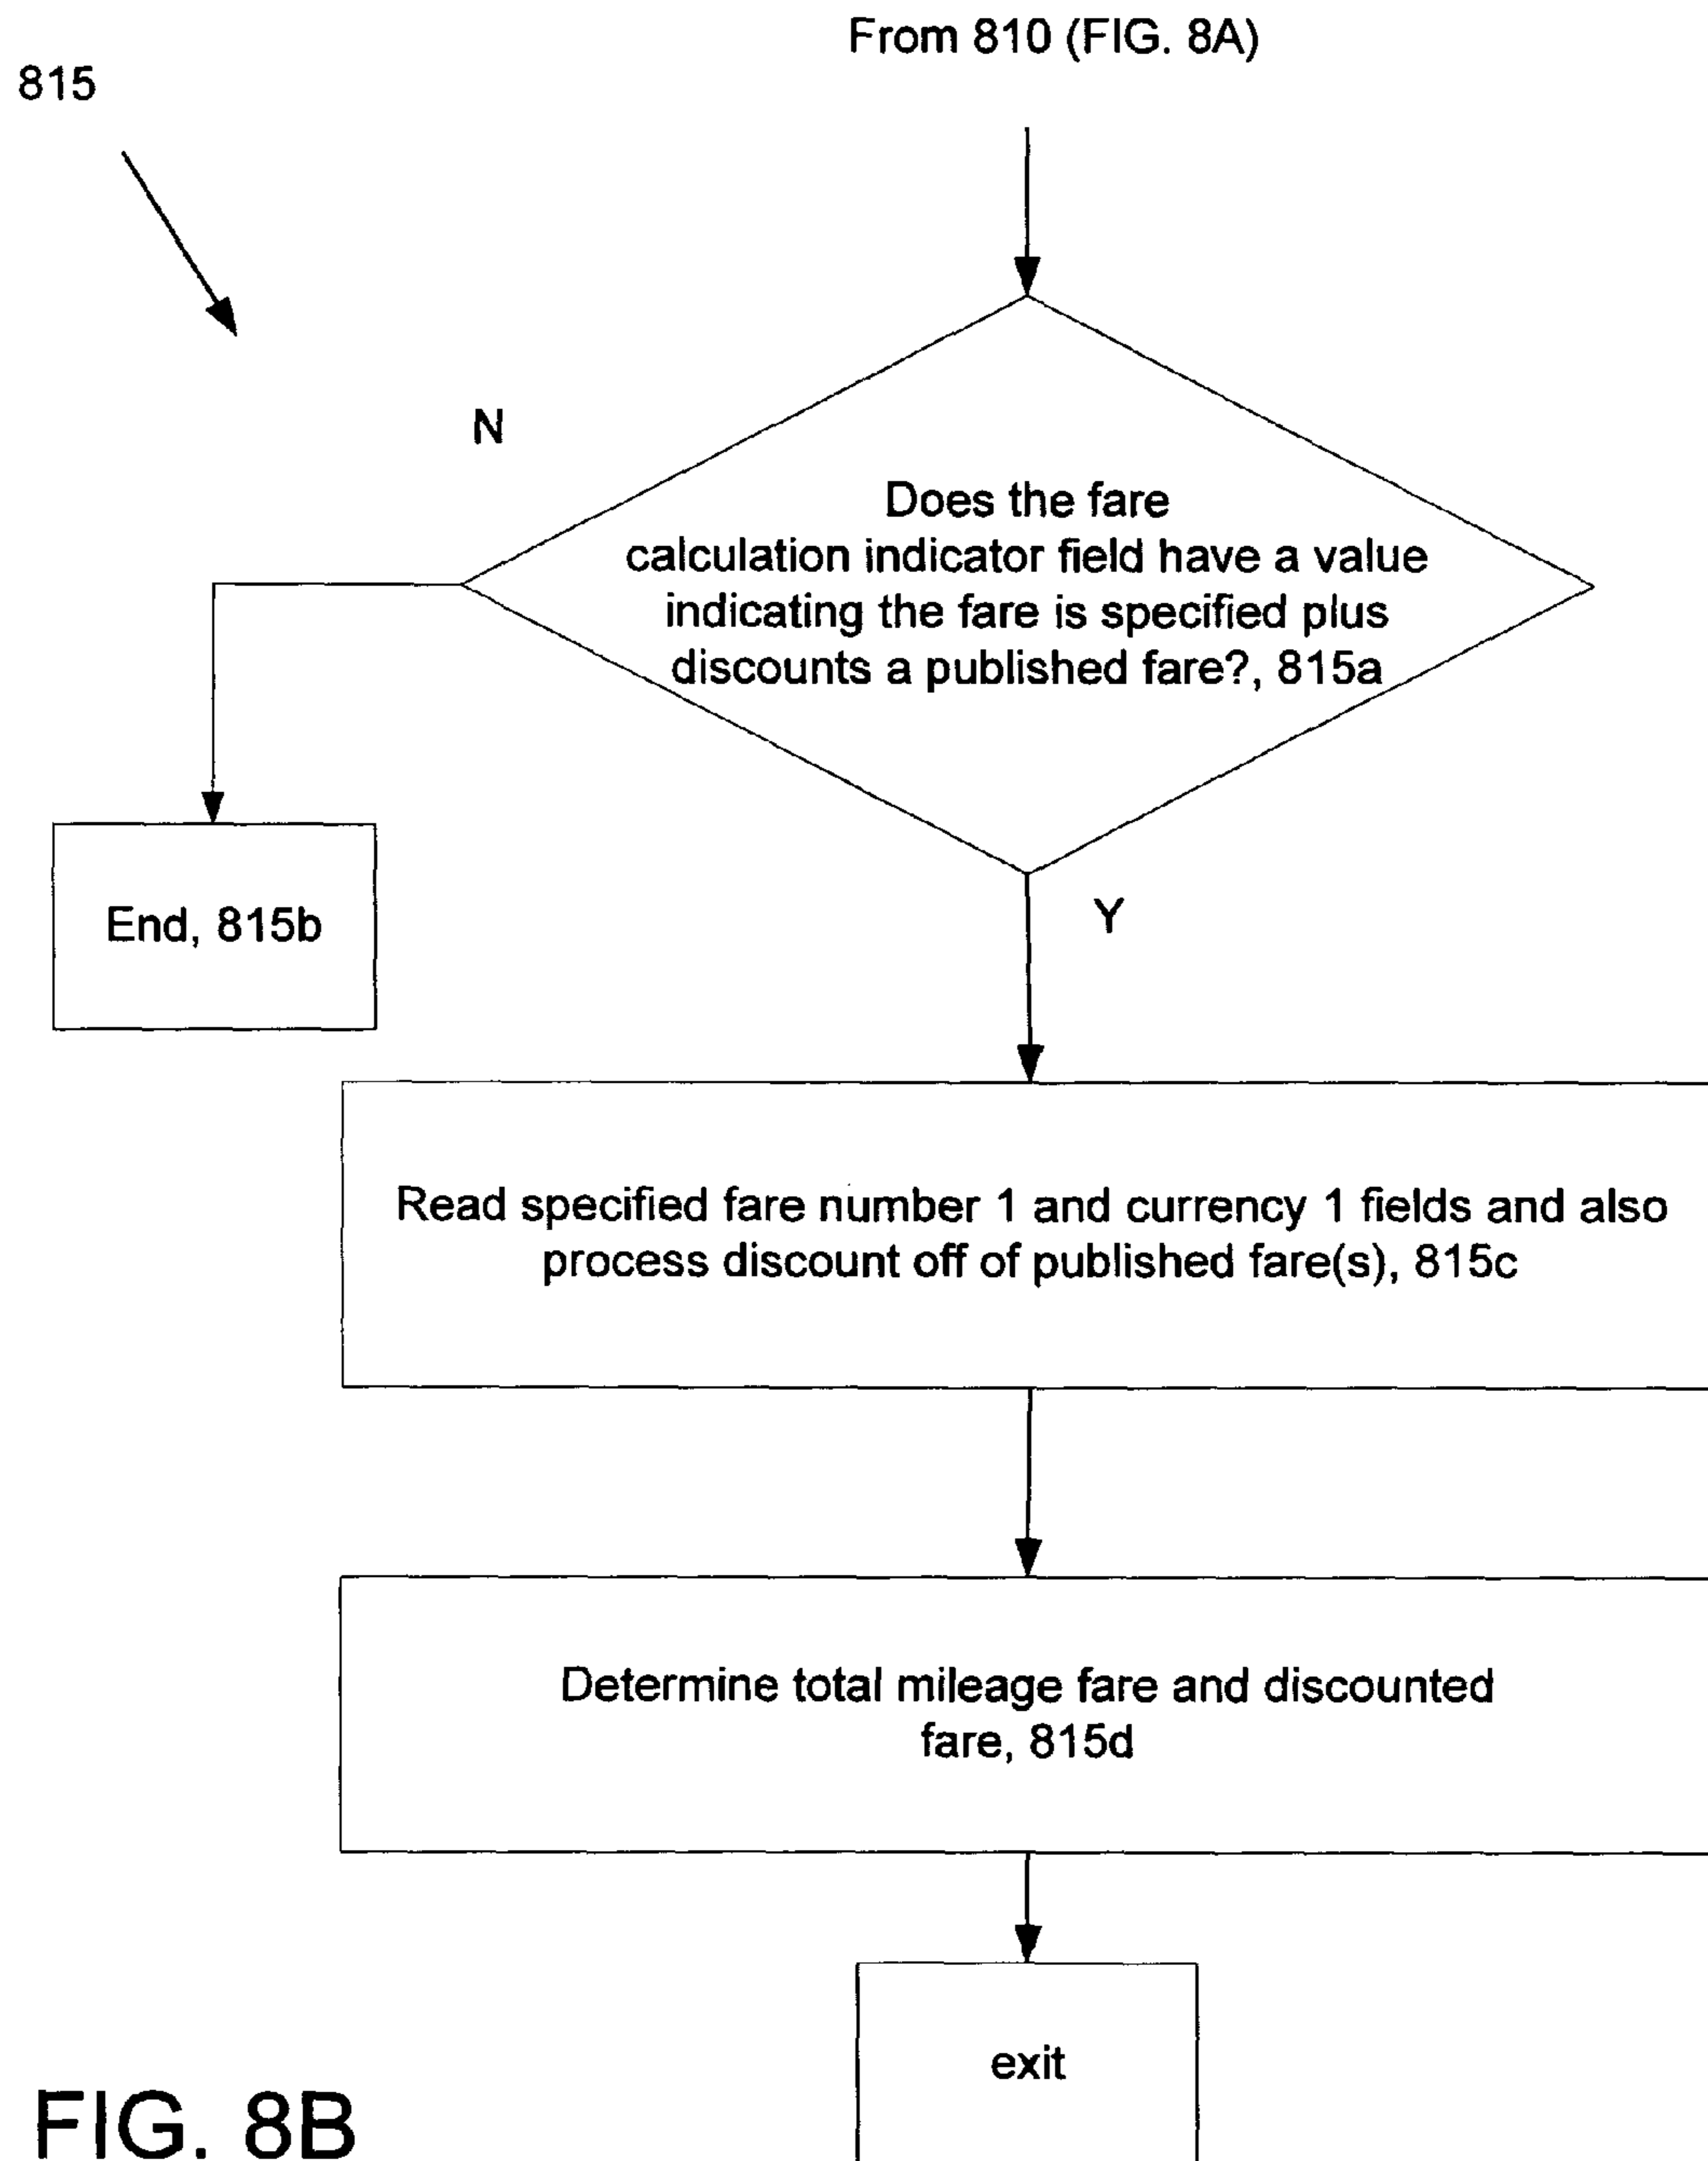 From 810 (FIG. 8A)
815
N
Does the fare
calculation indicator field have a value
indicating the fare is specified plus
discounts a published fare?, 815a
End, 815b
Y
Read specified fare number 1 and currency 1 fields and also
process discount off of published fare(s), 815c
Determine total mileage fare and discounted
fare, 815d
exit
FIG. 8B